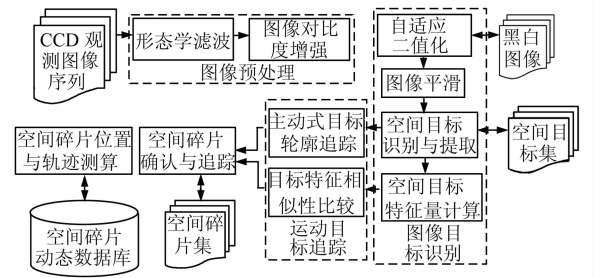 CCD 观
测图像
序列
形态学滤波
图像对比
度增强
图像预处理
自适应
二值化
黑白
图像
图像平滑
空间目标
识别与提取
空间目
标集
空间目标
特征量计算
图像目
标识别
主动式目标
轮廓追踪
目标特征相
似性比较
运动目
标追踪
空间碎片
确认与追踪
空间碎
片集
空间碎片位置
与轨迹测算
空间碎片
动态数据库